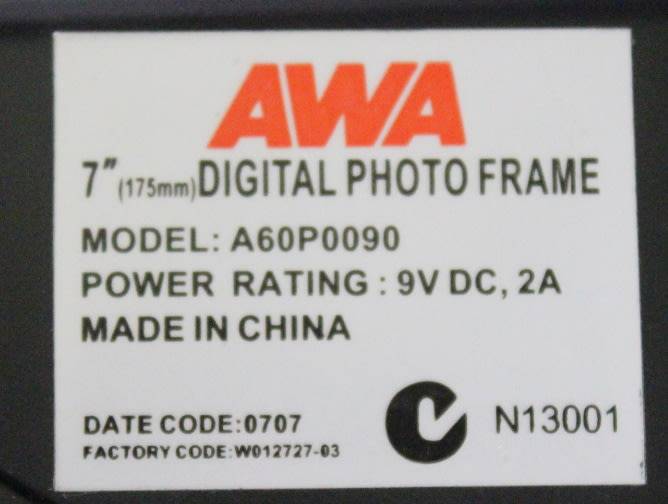 AWA
7" (175mm) DIGITAL PHOTO FRAME
MODEL: A60P0090
POWER RATING : 9V DC, 2A
MADE IN CHINA
DATE CODE:0707
N13001
FACTORY CODE:W012727-03